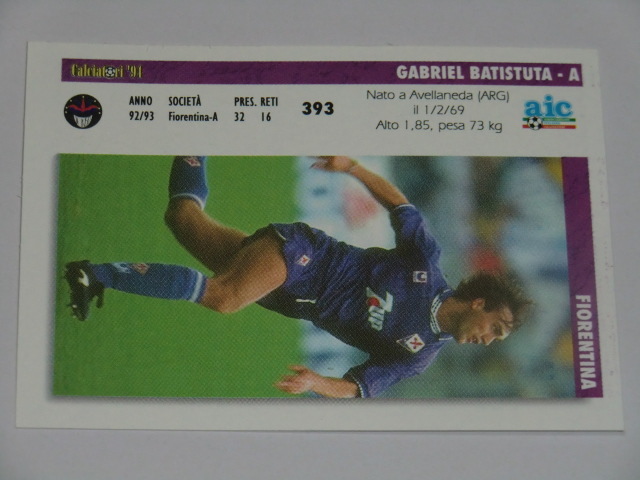 Calciatori '94
GABRIEL BATISTUTA - A
ANNO SOCIETÀ PRES. RETI
92/93 Fiorentina-A 32 16
393
Nato a Avellaneda (ARG)
il 1/2/69
Alto 1,85, pesa 73 kg
aic
7UP
FIORENTINA